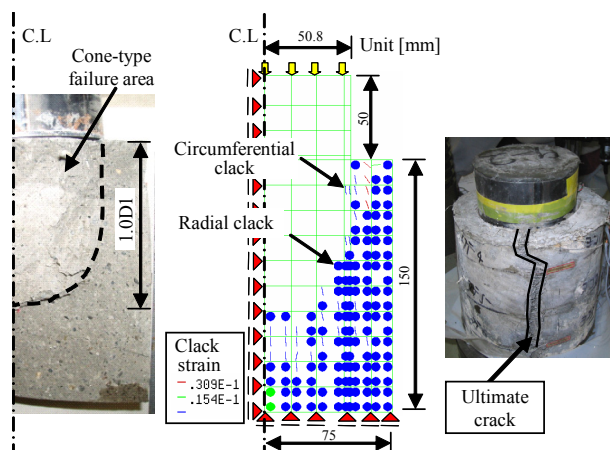 C.L
Cone-type
failure area
1.0D1
C.L
50.8
Unit [mm]
50
Circumferential
clack
Radial clack
150
Clack
strain
.309E-1
.154E-1
75
Ultimate
crack